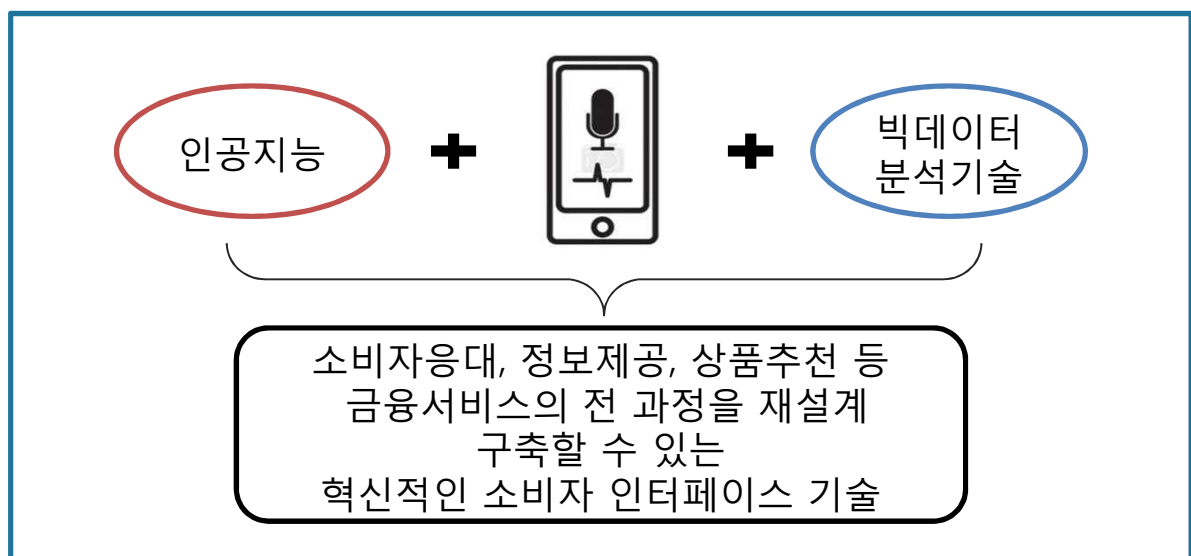 인공지능
빅데이터
분석기술
소비자응대, 정보제공, 상품추천 등
금융서비스의 전 과정을 재설계
구축할 수 있는
혁신적인 소비자 인터페이스 기술